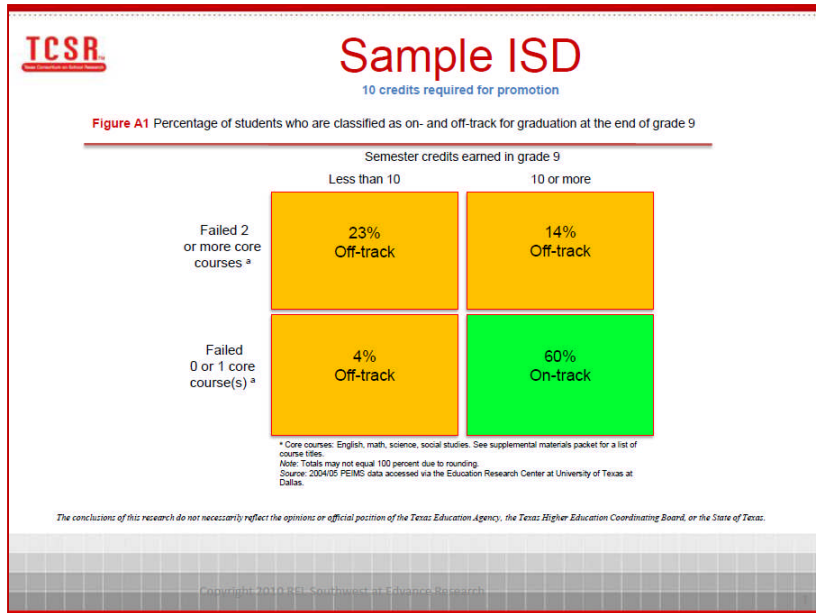 TCSR
Texas Consortium on School Research
Sample ISD
10 credits required for promotion
Figure A1 Percentage of students who are classified as on- and off-track for graduation at the end of grade 9
Semester credits earned in grade 9
Less than 10 10 or more
Failed 2
or more core
courses ª
23%
Off-track
14%
Off-track
Failed
0 or 1 core
course(s) ª
4%
Off-track
60%
On-track
ª Core courses: English, math, science, social studies. See supplemental materials packet for a list of
course titles.
Note: Totals may not equal 100 percent due to rounding.
Source: 2004/05 PEIMS data accessed via the Education Research Center at University of Texas at
Dallas.
The conclusions of this research do not necessarily reflect the opinions or official position of the Texas Education Agency, the Texas Higher Education Coordinating Board, or the State of Texas.
Copyright 2010 REL Southwest at Edvance Research